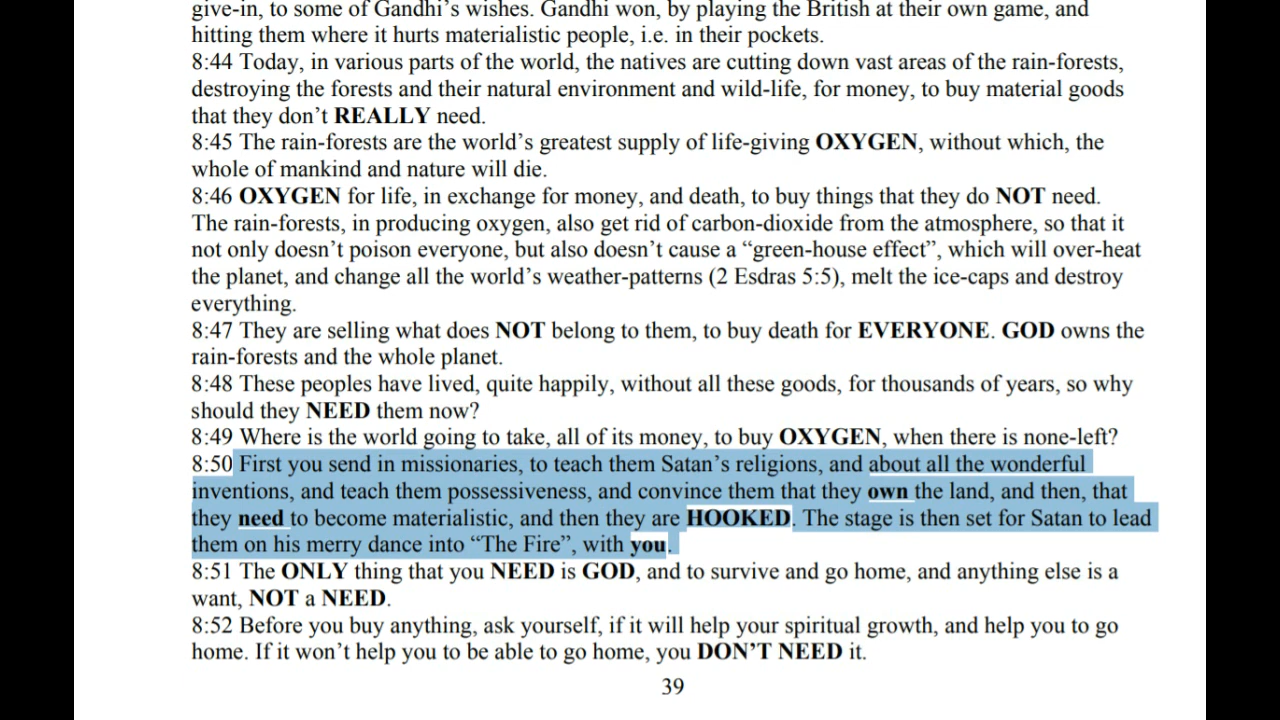 give-in, to some of Gandhi's wishes. Gandhi won, by playing the British at their own game, and
hitting them where it hurts materialistic people, i.e. in their pockets.
8:44 Today, in various parts of the world, the natives are cutting down vast areas of the rain-forests,
destroying the forests and their natural environment and wild-life, for money, to buy material goods
that they don't REALLY need.
8:45 The rain-forests are the world's greatest supply of life-giving OXYGEN, without which, the
whole of mankind and nature will die.
8:46 OXYGEN for life, in exchange for money, and death, to buy things that they do NOT need.
The rain-forests, in producing oxygen, also get rid of carbon-dioxide from the atmosphere, so that it
not only doesn't poison everyone, but also doesn't cause a “green-house effect”, which will over-heat
the planet, and change all the world's weather-patterns (2 Esdras 5:5), melt the ice-caps and destroy
everything.
8:47 They are selling what does NOT belong to them, to buy death for EVERYONE. GOD owns the
rain-forests and the whole planet.
8:48 These peoples have lived, quite happily, without all these goods, for thousands of years, so why
should they NEED them now?
8:49 Where is the world going to take, all of its money, to buy OXYGEN, when there is none-left?
8:50 First you send in missionaries, to teach them Satan's religions, and about all the wonderful
inventions, and teach them possessiveness, and convince them that they own the land, and then, that
they need to become materialistic, and then they are HOOKED. The stage is then set for Satan to lead
them on his merry dance into “The Fire”, with you.
8:51 The ONLY thing that you NEED is GOD, and to survive and go home, and anything else is a
want, NOT a NEED.
8:52 Before you buy anything, ask yourself, if it will help your spiritual growth, and help you to go
home. If it won't help you to be able to go home, you DON'T NEED it.
39